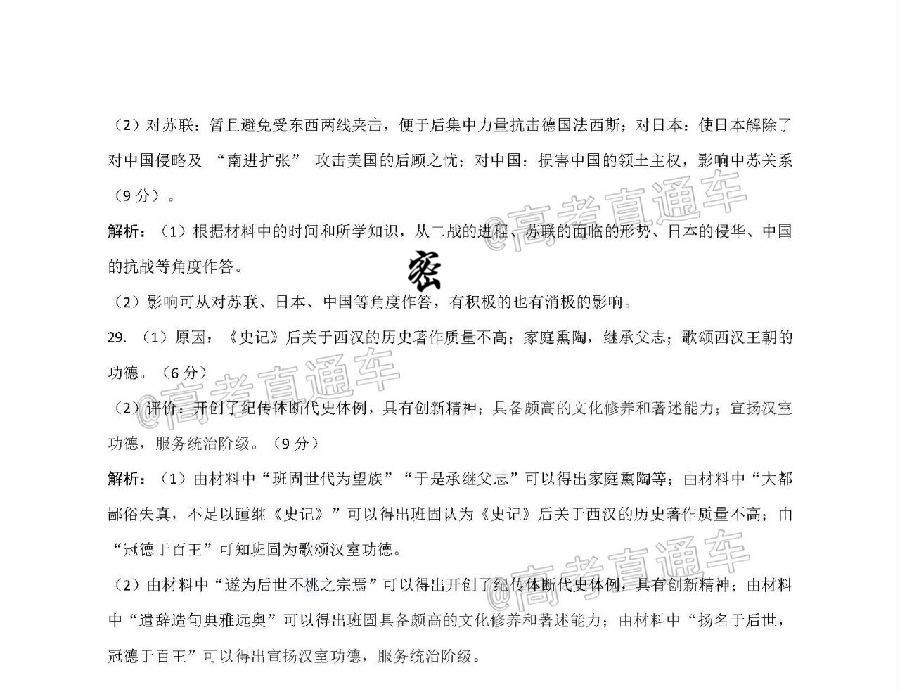 （2）对苏联：暂且避免受东西两线夹击，便于后集中力量抗击德国法西斯；对日本：使日本解除了
对中国侵略及 “南进扩张” 攻击美国的后顾之忧；对中国：损害中国的领土主权，影响中苏关系
（9 分）。
@高考直通车
解析：（1）根据材料中的时间和所学知识，从二战的进程、苏联的面临的形势、日本的侵华、中国
的抗战等角度作答。
密
（2）影响可从对苏联、日本、中国等角度作答，有积极的也有消极的影响。
29. （1）原因：《史记》后关于西汉的历史著作质量不高；家庭熏陶，继承父志；歌颂西汉王朝的
功德。（6 分）
@高考直通车
（2）评价：开创了纪传体断代史体例，具有创新精神；具备颇高的文化修养和著述能力；宣扬汉室
功德，服务统治阶级。（9 分）
解析：（1）由材料中“班固世代为望族”“于是承继父志”可以得出家庭熏陶等；由材料中“大都
鄙俗失真，不足以踵继《史记》”可以得出班固认为《史记》后关于西汉的历史著作质量不高；由
“冠德于百王”可知班固为歌颂汉室功德。
@高考直通车
（2）由材料中“遂为后世不祧之宗焉”可以得出开创了纪传体断代史体例，具有创新精神；由材料
中“遣辞造句典雅远奥”可以得出班固具备颇高的文化修养和著述能力；由材料中“扬名于后世，
冠德于百王”可以得出宣扬汉室功德，服务统治阶级。